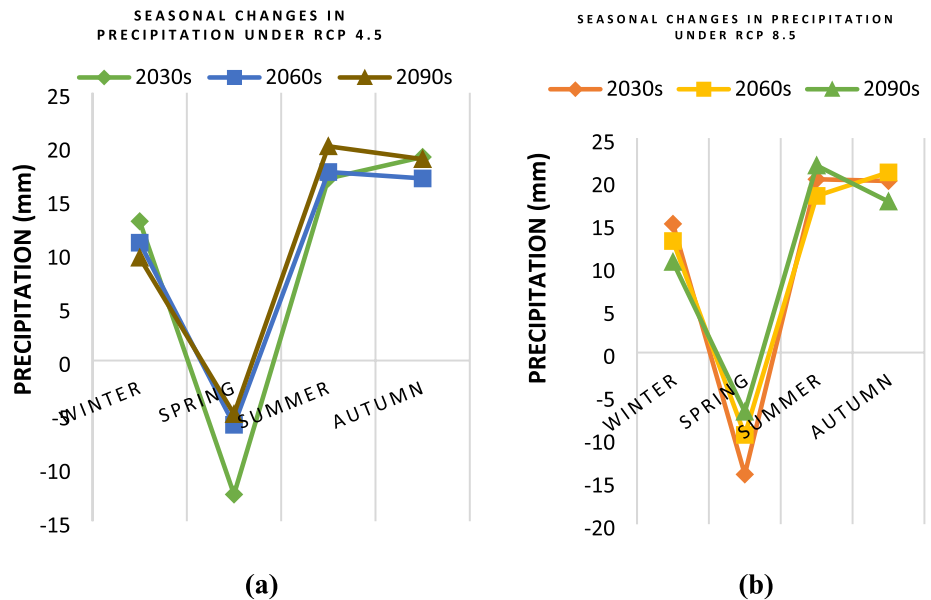 SEASONAL CHANGES IN
PRECIPITATION UNDER RCP 4.5
2030s 2060s 2090s
25
20
15
10
5
0
-5
-10
-15
PRECIPITATION (mm)
WINTER SPRING SUMMER AUTUMN
(a)
SEASONAL CHANGES IN PRECIPITATION
UNDER RCP 8.5
2030s 2060s 2090s
25
20
15
10
5
0
-5
-10
-15
-20
PRECIPITATION (mm)
WINTER SPRING SUMMER AUTUMN
(b)